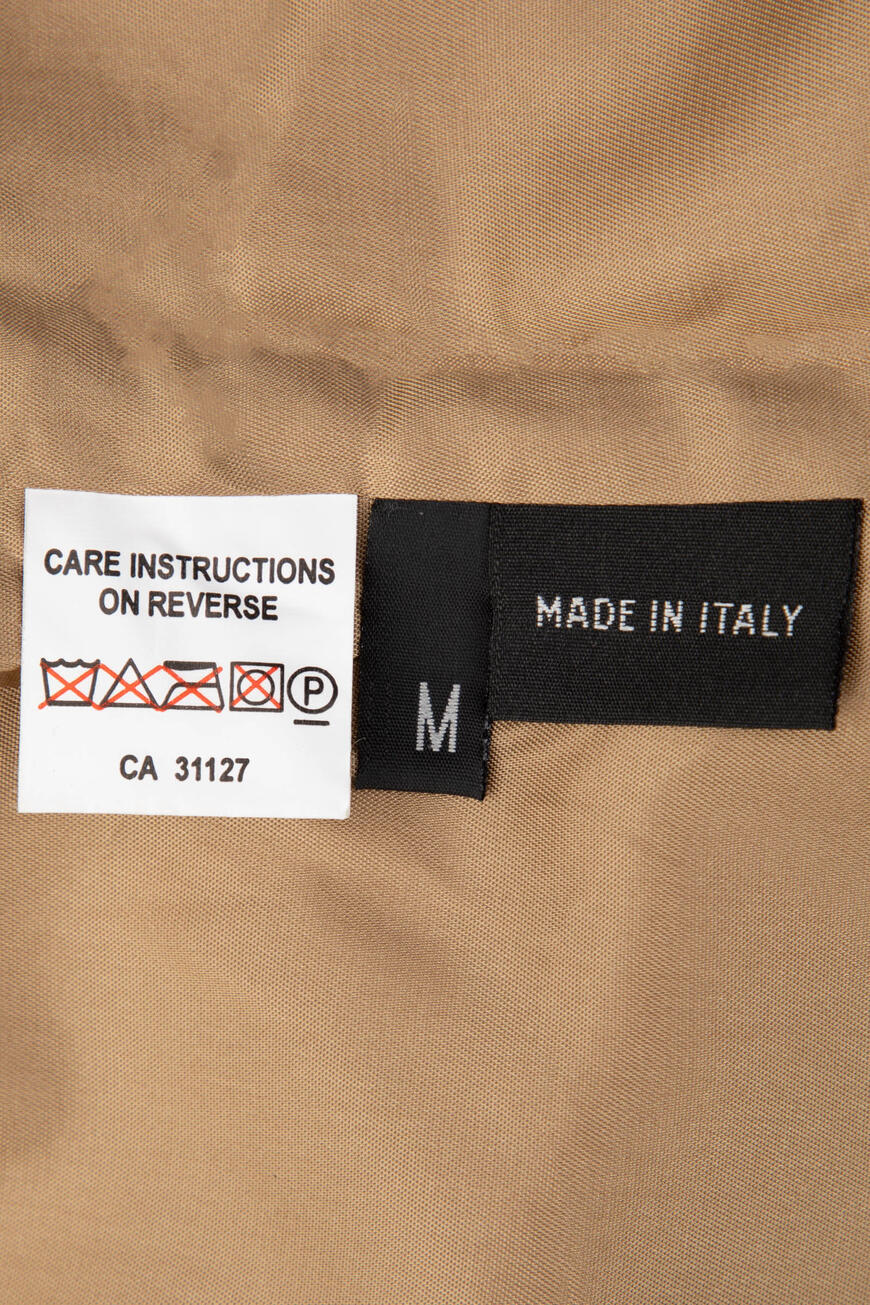 CARE INSTRUCTIONS
ON REVERSE
P
CA 31127
M
MADE IN ITALY